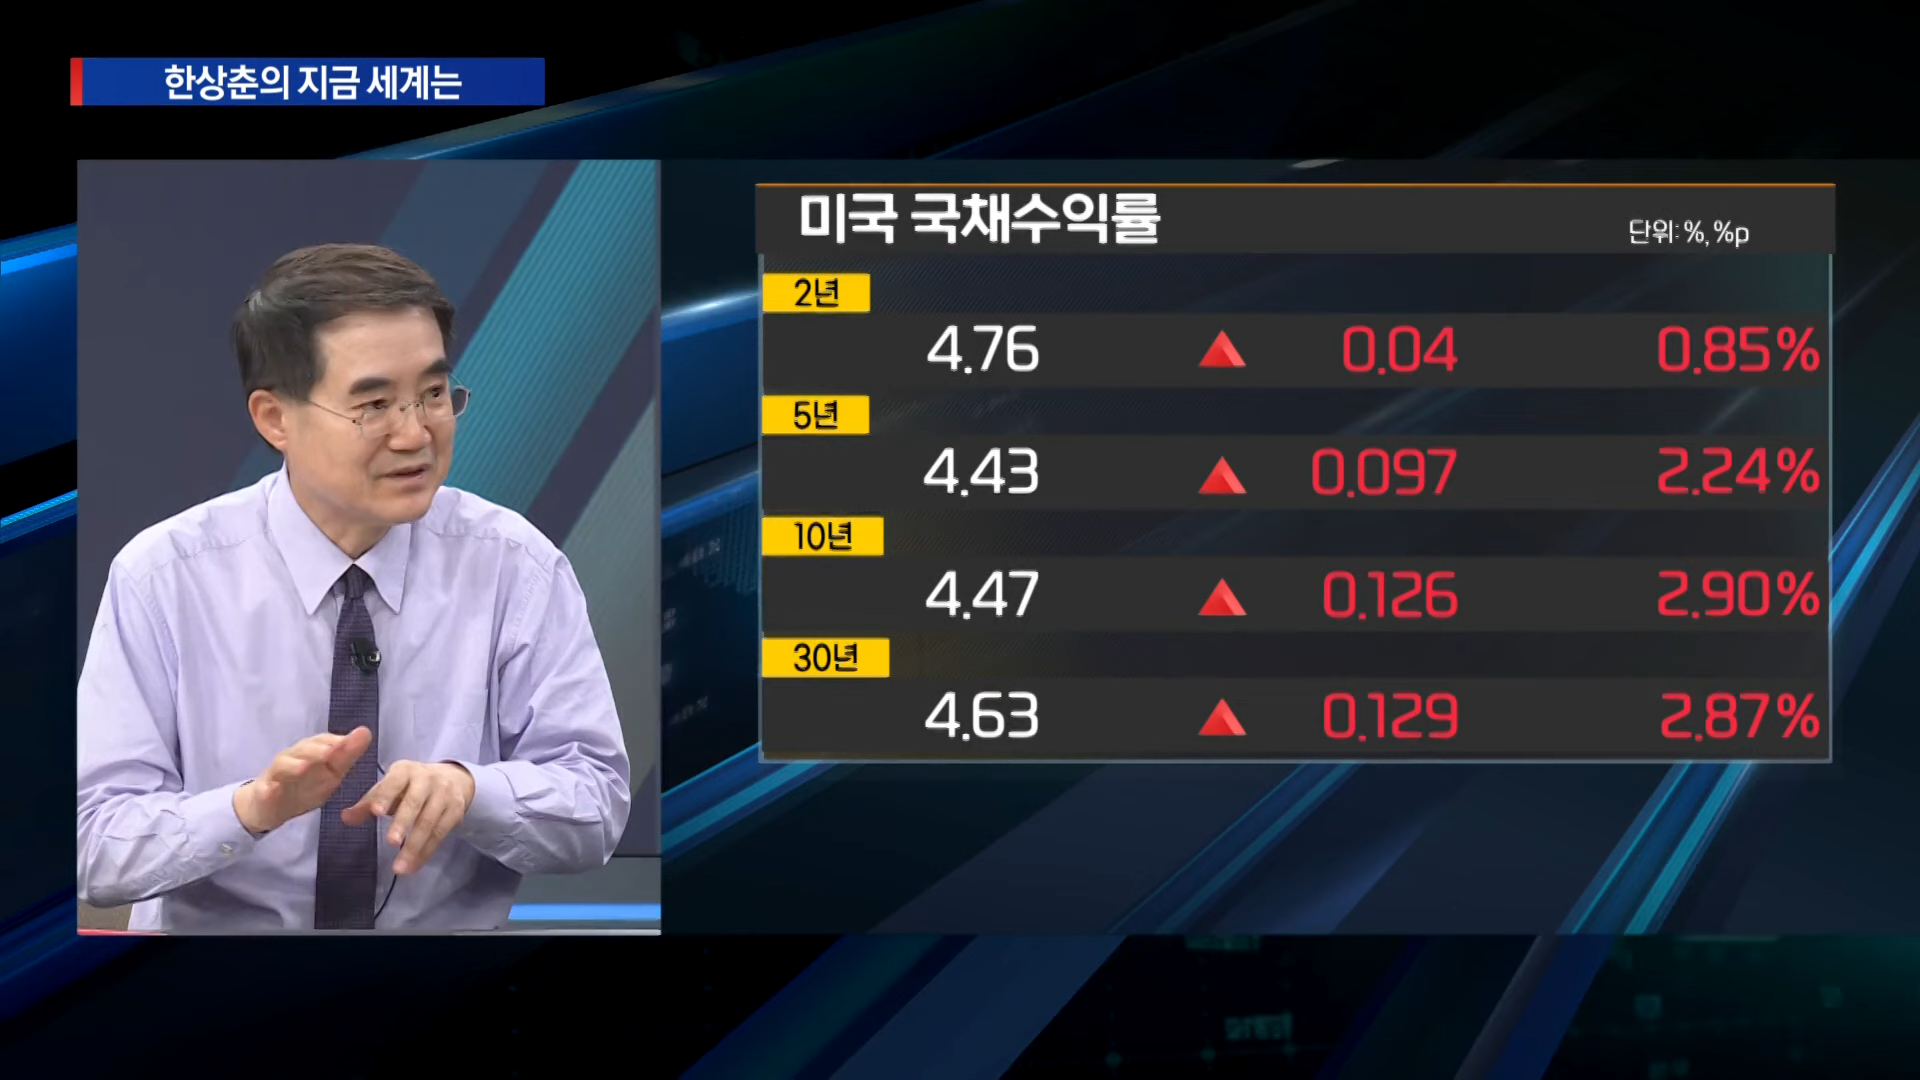 한상춘의 지금 세계는
미국 국채수익률
단위: %, %p
2년
4.76 ▲ 0.04 0.85%
5년
4.43 ▲ 0.097 2.24%
10년
4.47 ▲ 0.126 2.90%
30년
4.63 ▲ 0.129 2.87%